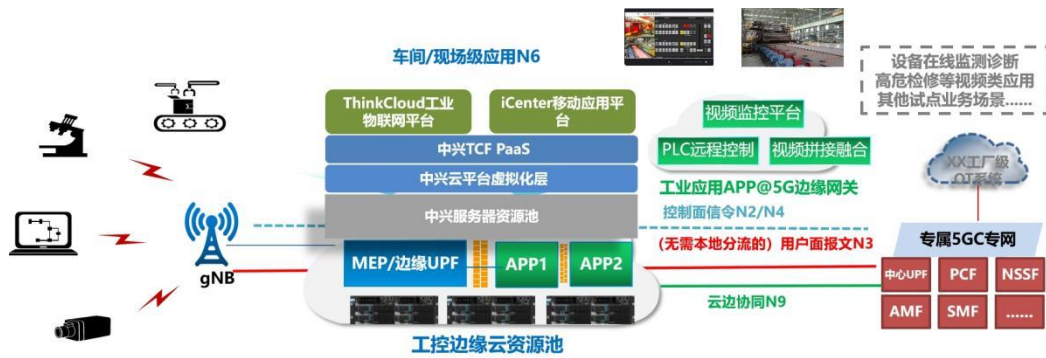 车间/现场级应用N6
设备在线监测诊断
高危检修等视频类应用
其他试点业务场景......
ThinkCloud工业
物联网平台
iCenter移动应用平
台
视频监控平台
中兴TCF PaaS
PLC远程控制
视频拼接融合
XX工厂级
OT系统
中兴云平台虚拟化层
工业应用APP@5G边缘网关
中兴服务器资源池
控制面信令N2/N4
(无需本地分流的)用户面报文N3
专属5GC专网
gNB
MEP/边缘UPF
APP1
APP2
中心UPF
PCF
NSSF
云边协同N9
AMF
SMF
......
工控边缘云资源池